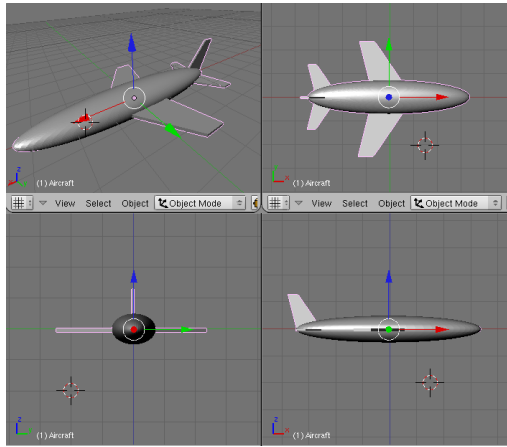 z
x
(1) Aircraft
y
z x
(1) Aircraft
View Select Object Object Mode
View Select Object Object Mode
z
y
(1) Aircraft
z
x
(1) Aircraft